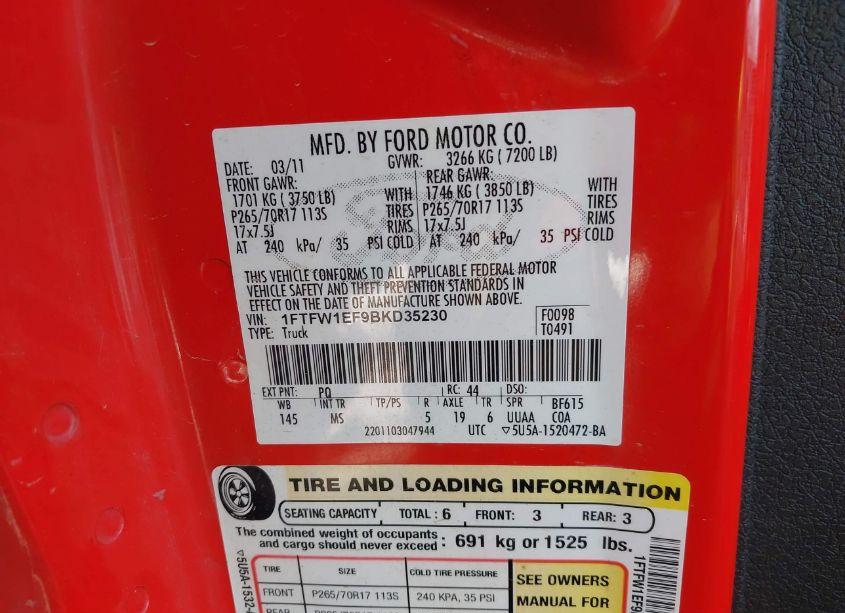 MFD. BY FORD MOTOR CO.
DATE: 03/11 GVWR: 3266 KG ( 7200 LB)
FRONT GAWR: REAR GAWR:
1701 KG ( 3750 LB) WITH 1746 KG ( 3850 LB) WITH
P265/70R17 113S TIRES P265/70R17 113S TIRES
17x7.5J RIMS 17x7.5J RIMS
AT 240 kPa/ 35 PSI COLD AT 240 kPa/ 35 PSI COLD
THIS VEHICLE CONFORMS TO ALL APPLICABLE FEDERAL MOTOR
VEHICLE SAFETY AND THEFT PREVENTION STANDARDS IN
EFFECT ON THE DATE OF MANUFACTURE SHOWN ABOVE.
VIN: 1FTFW1EF9BKD35230 F0098
TYPE: Truck T0491
EXT PNT: PQ RC: 44 DSO:
WB INT TR TP/PS R AXLE TR SPR BF615
145 MS 5 19 6 UUAA COA
2201103047944 UTC ▽5U5A-1520472-BA
TIRE AND LOADING INFORMATION
SEATING CAPACITY TOTAL : 6 FRONT: 3 REAR: 3
The combined weight of occupants
and cargo should never exceed : 691 kg or 1525 lbs.
TIRE SIZE COLD TIRE PRESSURE
FRONT P265/70R17 113S 240 KPA, 35 PSI
SEE OWNERS
MANUAL FOR
▽5U5A-1532-
1FTFW1EF9